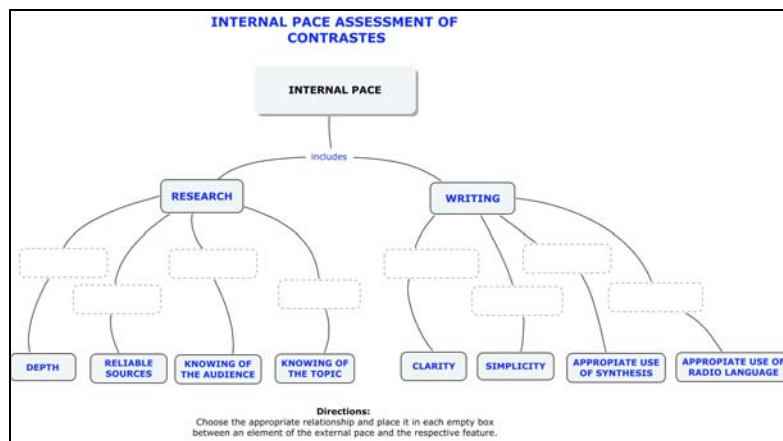 INTERNAL PACE ASSESSMENT OF
CONTRASTES
INTERNAL PACE
includes
RESEARCH
WRITING
DEPTH
RELIABLE
SOURCES
KNOWING OF
THE AUDIENCE
KNOWING OF
THE TOPIC
CLARITY
SIMPLICITY
APPROPIATE USE
OF SYNTHESIS
APPROPIATE USE OF
RADIO LANGUAGE
Directions:
Choose the appropriate relationship and place it in each empty box
between an element of the external pace and the respective feature.